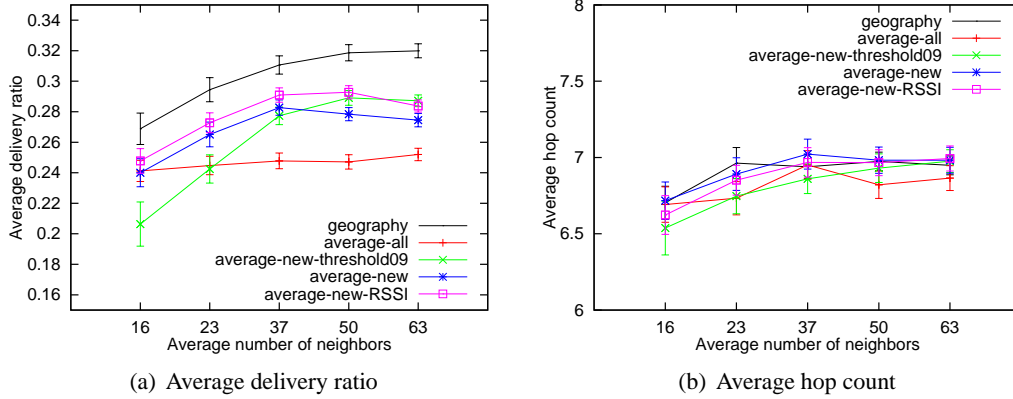 0.34
0.32
0.3
0.28
0.26
0.24
0.22
0.2
0.18
0.16
Average delivery ratio
geography
average-all
average-new-threshold09
average-new
average-new-RSSI
16 23 37 50 63
Average number of neighbors
(a) Average delivery ratio
8
7.5
7
6.5
6
Average hop count
geography
average-all
average-new-threshold09
average-new
average-new-RSSI
16 23 37 50 63
Average number of neighbors
(b) Average hop count